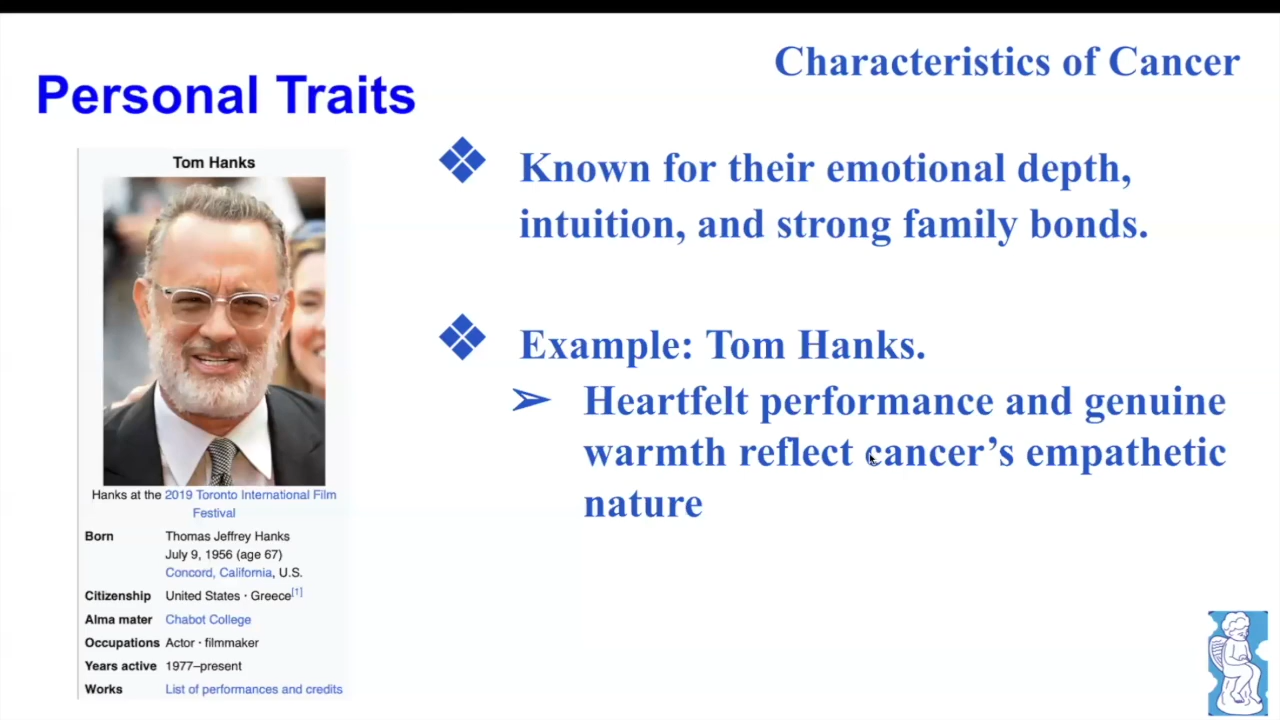 Characteristics of Cancer
Personal Traits
Tom Hanks
Hanks at the 2019 Toronto International Film
Festival
Born Thomas Jeffrey Hanks
July 9, 1956 (age 67)
Concord, California, U.S.
Citizenship United States · Greece[1]
Alma mater Chabot College
Occupations Actor · filmmaker
Years active 1977–present
Works List of performances and credits
❖ Known for their emotional depth,
intuition, and strong family bonds.
❖ Example: Tom Hanks.
➢ Heartfelt performance and genuine
warmth reflect cancer’s empathetic
nature